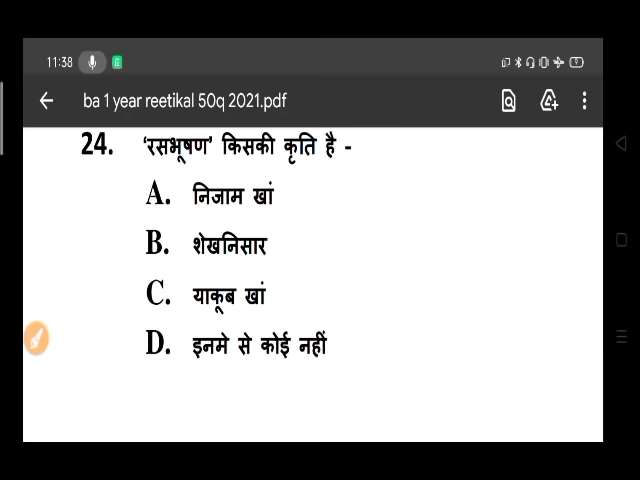 11:38
ba 1 year reetikal 50q 2021.pdf
24. ‘रसभूषण’ किसकी कृति है -
A. निजाम खां
B. शेखनिसार
C. याकूब खां
D. इनमे से कोई नहीं